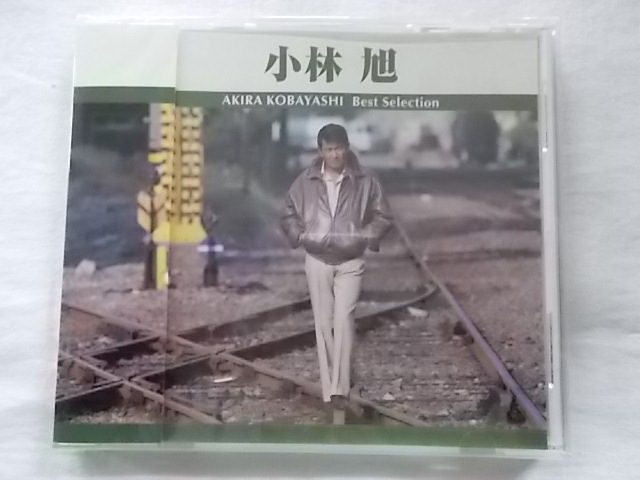 小林 旭
AKIRA KOBAYASHI Best Selection